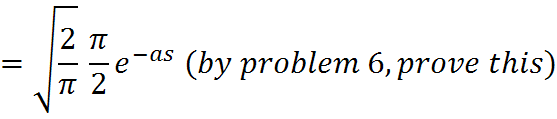 = √(2/π) π/2 e^{-as} (by problem 6, prove this)